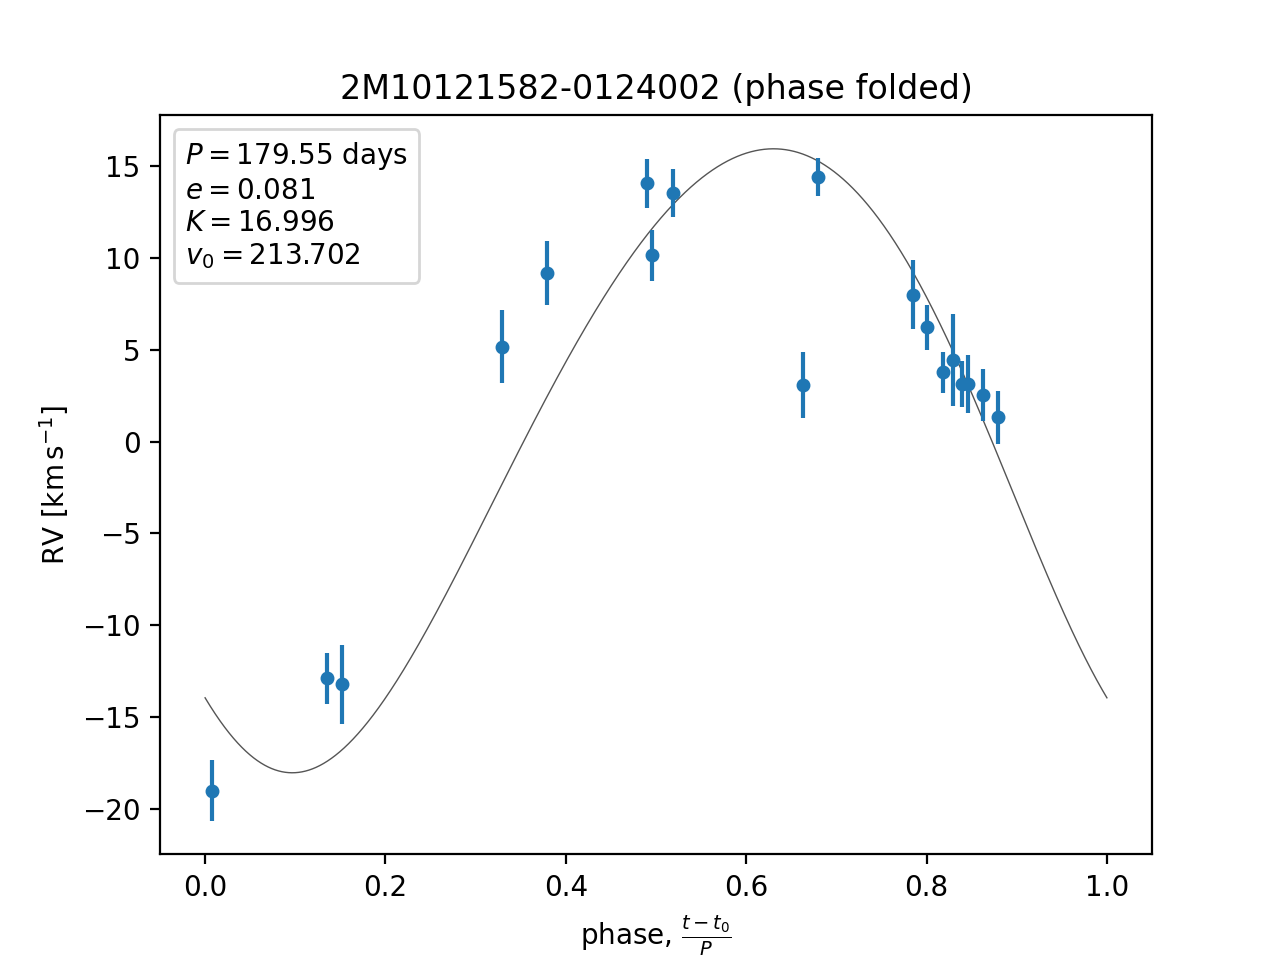 2M10121582-0124002 (phase folded)
P = 179.55 days
e = 0.081
K = 16.996
v₀ = 213.702
15
10
5
0
−5
−10
−15
−20
RV [km s⁻¹]
0.0 0.2 0.4 0.6 0.8 1.0
phase, (t − t₀)/P